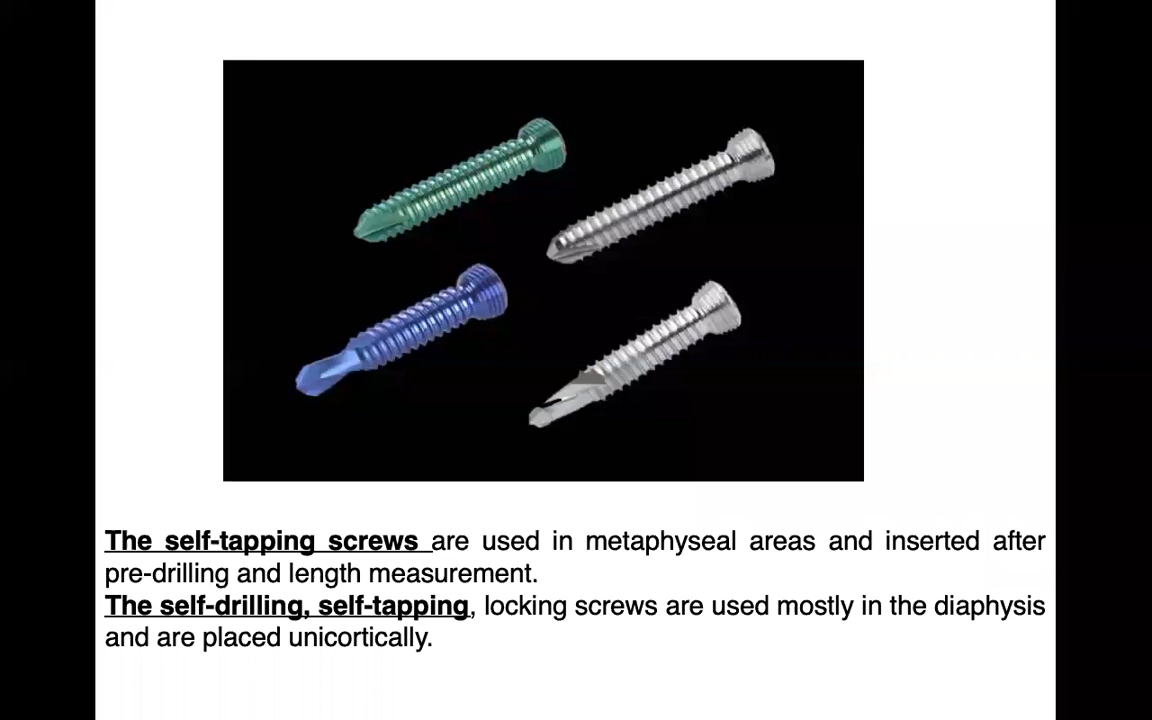 The self-tapping screws are used in metaphyseal areas and inserted after
pre-drilling and length measurement.
The self-drilling, self-tapping, locking screws are used mostly in the diaphysis
and are placed unicortically.